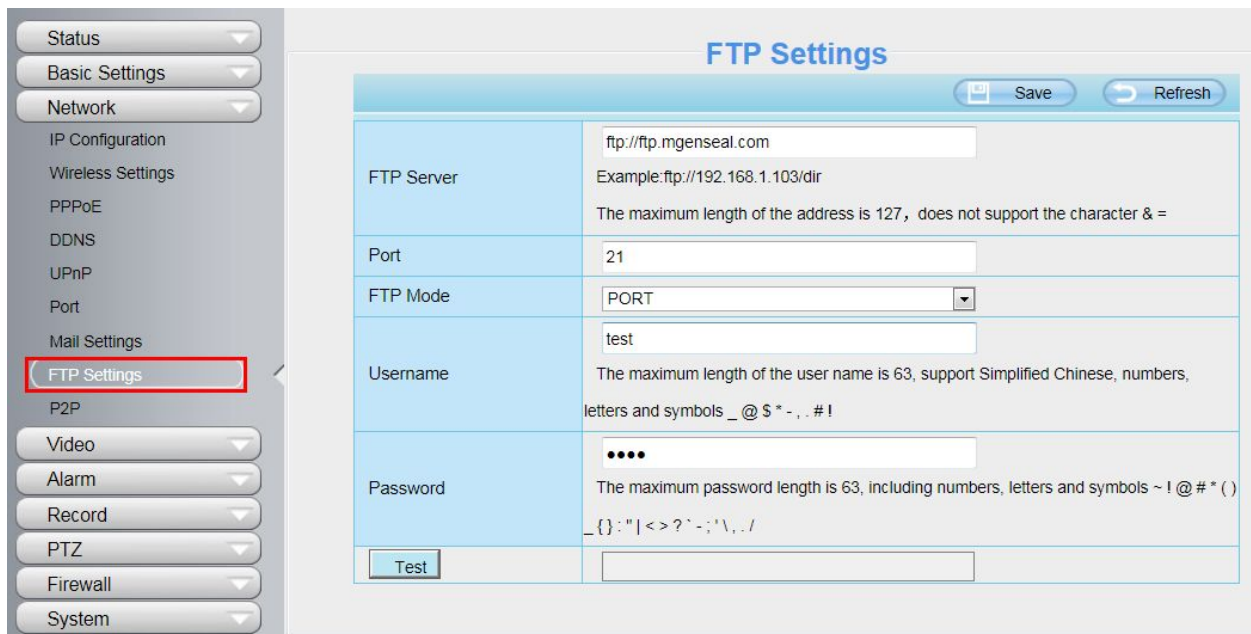 Status
Basic Settings
Network
IP Configuration
Wireless Settings
PPPoE
DDNS
UPnP
Port
Mail Settings
FTP Settings
P2P
Video
Alarm
Record
PTZ
Firewall
System
FTP Settings
Save
Refresh
FTP Server
ftp://ftp.mgenseal.com
Example:ftp://192.168.1.103/dir
The maximum length of the address is 127，does not support the character & =
Port
21
FTP Mode
PORT
Username
test
The maximum length of the user name is 63, support Simplified Chinese, numbers,
letters and symbols _ @ $ * - , . # !
Password
••••
The maximum password length is 63, including numbers, letters and symbols ~ ! @ # * ( )
_ { } : " | < > ? ` - ; ' \ , . /
Test